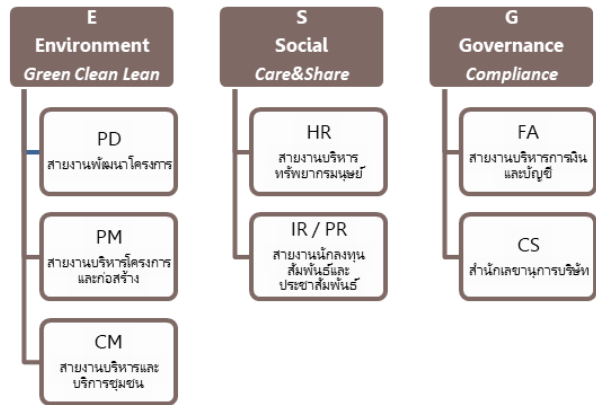 E
Environment
Green Clean Lean
PD
สายงานพัฒนาโครงการ
PM
สายงานบริหารโครงการ
และก่อสร้าง
CM
สายงานบริหารและ
บริการชุมชน
S
Social
Care&Share
HR
สายงานบริหาร
ทรัพยากรมนุษย์
IR / PR
สายงานนักลงทุน
สัมพันธ์และ
ประชาสัมพันธ์
G
Governance
Compliance
FA
สายงานบริหารการเงิน
และบัญชี
CS
สำนักเลขานุการบริษัท